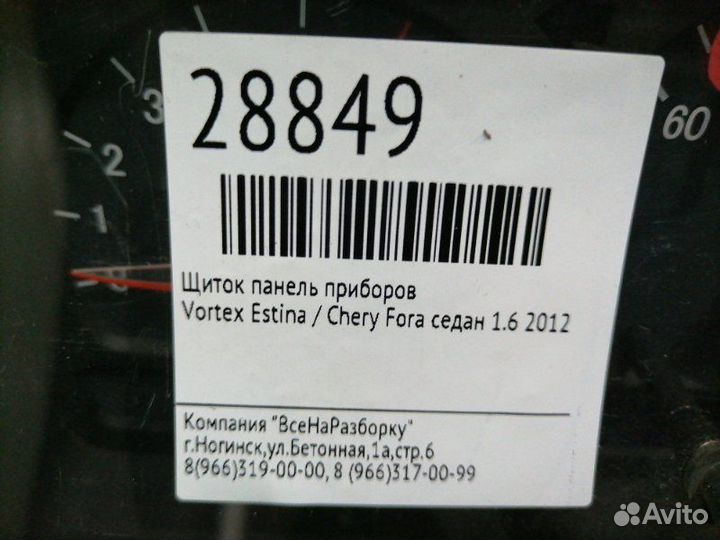 28849
3
2
1
0
60
Щиток панель приборов
Vortex Estina / Chery Fora седан 1.6 2012
Компания "ВсеНаРазборку"
г.Ногинск,ул.Бетонная,1а,стр.6
8(966)319-00-00, 8 (966)317-00-99
Avito